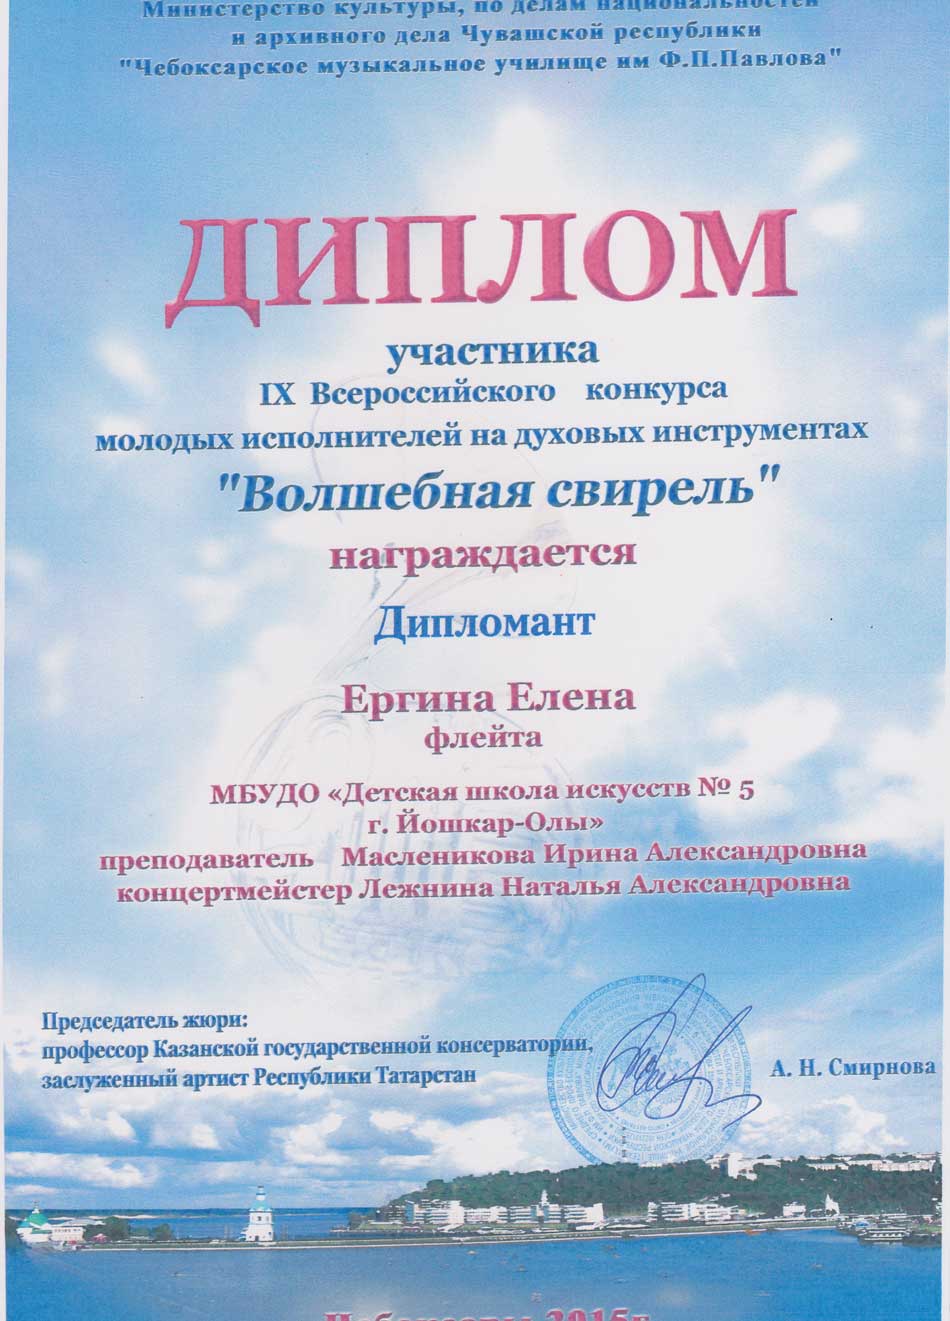 Министерство культуры, по делам национальностей
и архивного дела Чувашской республики
"Чебоксарское музыкальное училище им Ф.П.Павлова"
ДИПЛОМ
участника
IX Всероссийского конкурса
молодых исполнителей на духовых инструментах
"Волшебная свирель"
награждается
Дипломант
Ергина Елена
флейта
МБУДО «Детская школа искусств № 5
г. Йошкар-Олы»
преподаватель Масленикова Ирина Александровна
концертмейстер Лежнина Наталья Александровна
Председатель жюри:
профессор Казанской государственной консерватории,
заслуженный артист Республики Татарстан
А. Н. Смирнова
Чебоксары 2015г.